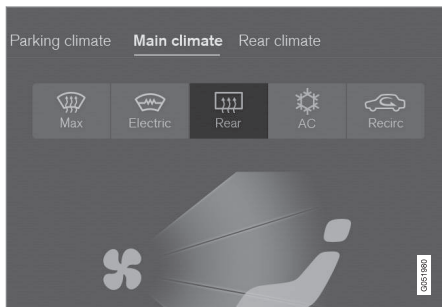 Parking climate Main climate Rear climate
Max Electric Rear AC Recirc
G051980